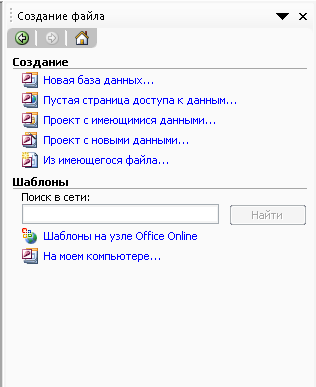 Создание файла
Создание
Новая база данных...
Пустая страница доступа к данным...
Проект с имеющимися данными...
Проект с новыми данными...
Из имеющегося файла...
Шаблоны
Поиск в сети:
Найти
Шаблоны на узле Office Online
На моем компьютере...